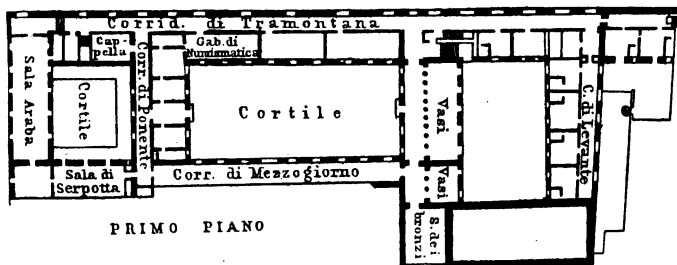 Corrid. di Tramontana
Cap-
pella
Gab. di
Numismatica
Sala Araba
Cortile
Corr. di Ponente
Cortile
Vasi
C. di Levante
Sala di
Serpotta
Corr. di Mezzogiorno
Vasi
S. dei
bronzi
PRIMO PIANO